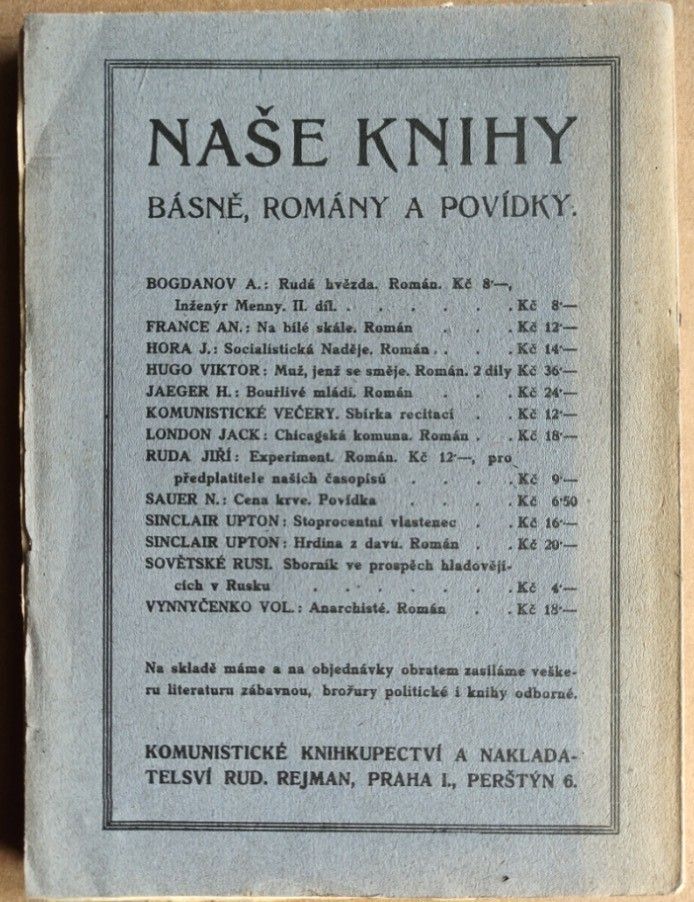 NAŠE KNIHY
BÁSNĚ, ROMÁNY A POVÍDKY.
BOGDANOV A.: Rudá hvězda. Román. Kč 8·—,
Inženýr Menny. II. díl. . . . . . . Kč 8·—
FRANCE AN.: Na bílé skále. Román . . . Kč 12·—
HORA J.: Socialistická Naděje. Román . . . . Kč 14·—
HUGO VIKTOR: Muž, jenž se směje. Román. 2 díly Kč 36·—
JAEGER H.: Bouřlivé mládí. Román . . . Kč 24·—
KOMUNISTICKÉ VEČERY. Sbírka recitací . . Kč 12·—
LONDON JACK: Chicagská komuna. Román . . Kč 18·—
RUDA JIŘÍ: Experiment. Román. Kč 12·—, pro
předplatitele našich časopisů . . . . Kč 9·—
SAUER N.: Cena krve. Povídka . . . . Kč 6·50
SINCLAIR UPTON: Stoprocentní vlastenec . . Kč 16·—
SINCLAIR UPTON: Hrdina z davu. Román . . Kč 20·—
SOVĚTSKÉ RUSI. Sborník ve prospěch hladovějí-
cích v Rusku . . . . . . . Kč 4·—
VYNNYČENKO VOL.: Anarchisté. Román . . Kč 18·—
Na skladě máme a na objednávky obratem zasíláme veške-
ru literaturu zábavnou, brožury politické i knihy odborné.
KOMUNISTICKÉ KNIHKUPECTVÍ A NAKLADA-
TELSVÍ RUD. REJMAN, PRAHA I., PERŠTÝN 6.